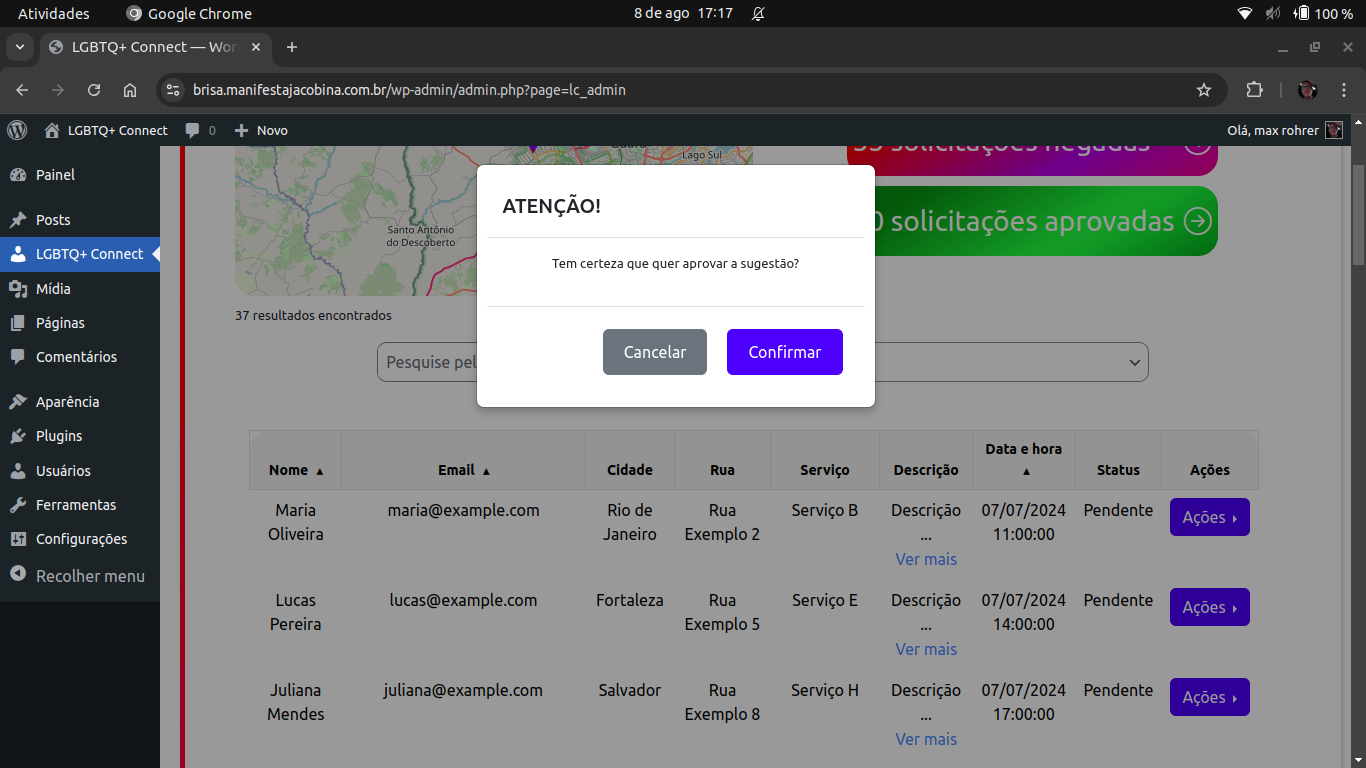 Atividades
Google Chrome
8 de ago 17:17
100 %
LGBTQ+ Connect — Wor
brisa.manifestajacobina.com.br/wp-admin/admin.php?page=lc_admin
LGBTQ+ Connect
0
Novo
Olá, max rohrer
Painel
Posts
LGBTQ+ Connect
Mídia
Páginas
Comentários
Aparência
Plugins
Usuários
Ferramentas
Configurações
Recolher menu
Lago Sul
Santo Antônio
do Descoberto
solicitações negadas
0 solicitações aprovadas
ATENÇÃO!
Tem certeza que quer aprovar a sugestão?
Cancelar
Confirmar
37 resultados encontrados
Pesquise pel
Nome ▲ Email ▲ Cidade Rua Serviço Descrição Data e hora ▲ Status Ações
Maria Oliveira maria@example.com Rio de Janeiro Rua Exemplo 2 Serviço B Descrição ... Ver mais 07/07/2024 11:00:00 Pendente Ações
Lucas Pereira lucas@example.com Fortaleza Rua Exemplo 5 Serviço E Descrição ... Ver mais 07/07/2024 14:00:00 Pendente Ações
Juliana Mendes juliana@example.com Salvador Rua Exemplo 8 Serviço H Descrição ... Ver mais 07/07/2024 17:00:00 Pendente Ações